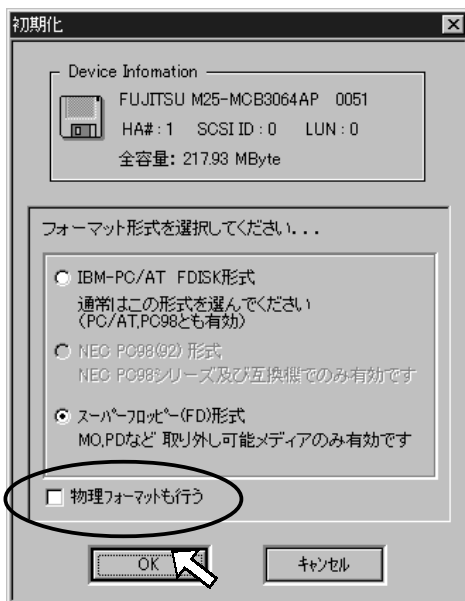 初期化
Device Infomation
FUJITSU M25-MCB3064AP 0051
HA#:1 SCSI ID:0 LUN:0
全容量: 217.93 MByte
フォーマット形式を選択してください...
IBM-PC/AT FDISK形式
通常はこの形式を選んでください
(PC/AT,PC98とも有効)
NEC PC98(92) 形式
NEC PC98シリーズ及び互換機でのみ有効です
スーパーフロッピー(FD)形式
MO,PDなど 取り外し可能メディアのみ有効です
物理フォーマットも行う
OK
キャンセル